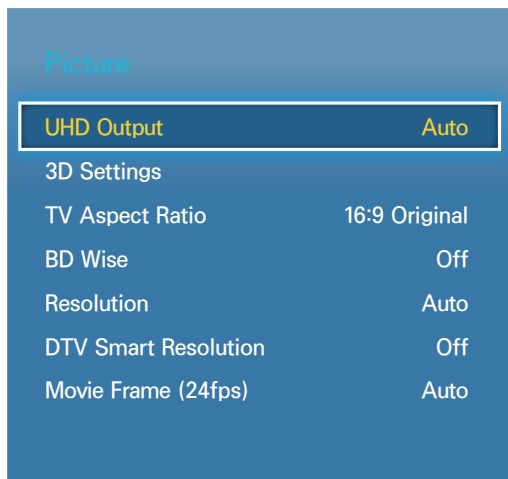 Picture
UHD Output Auto
3D Settings
TV Aspect Ratio 16:9 Original
BD Wise Off
Resolution Auto
DTV Smart Resolution Off
Movie Frame (24fps) Auto